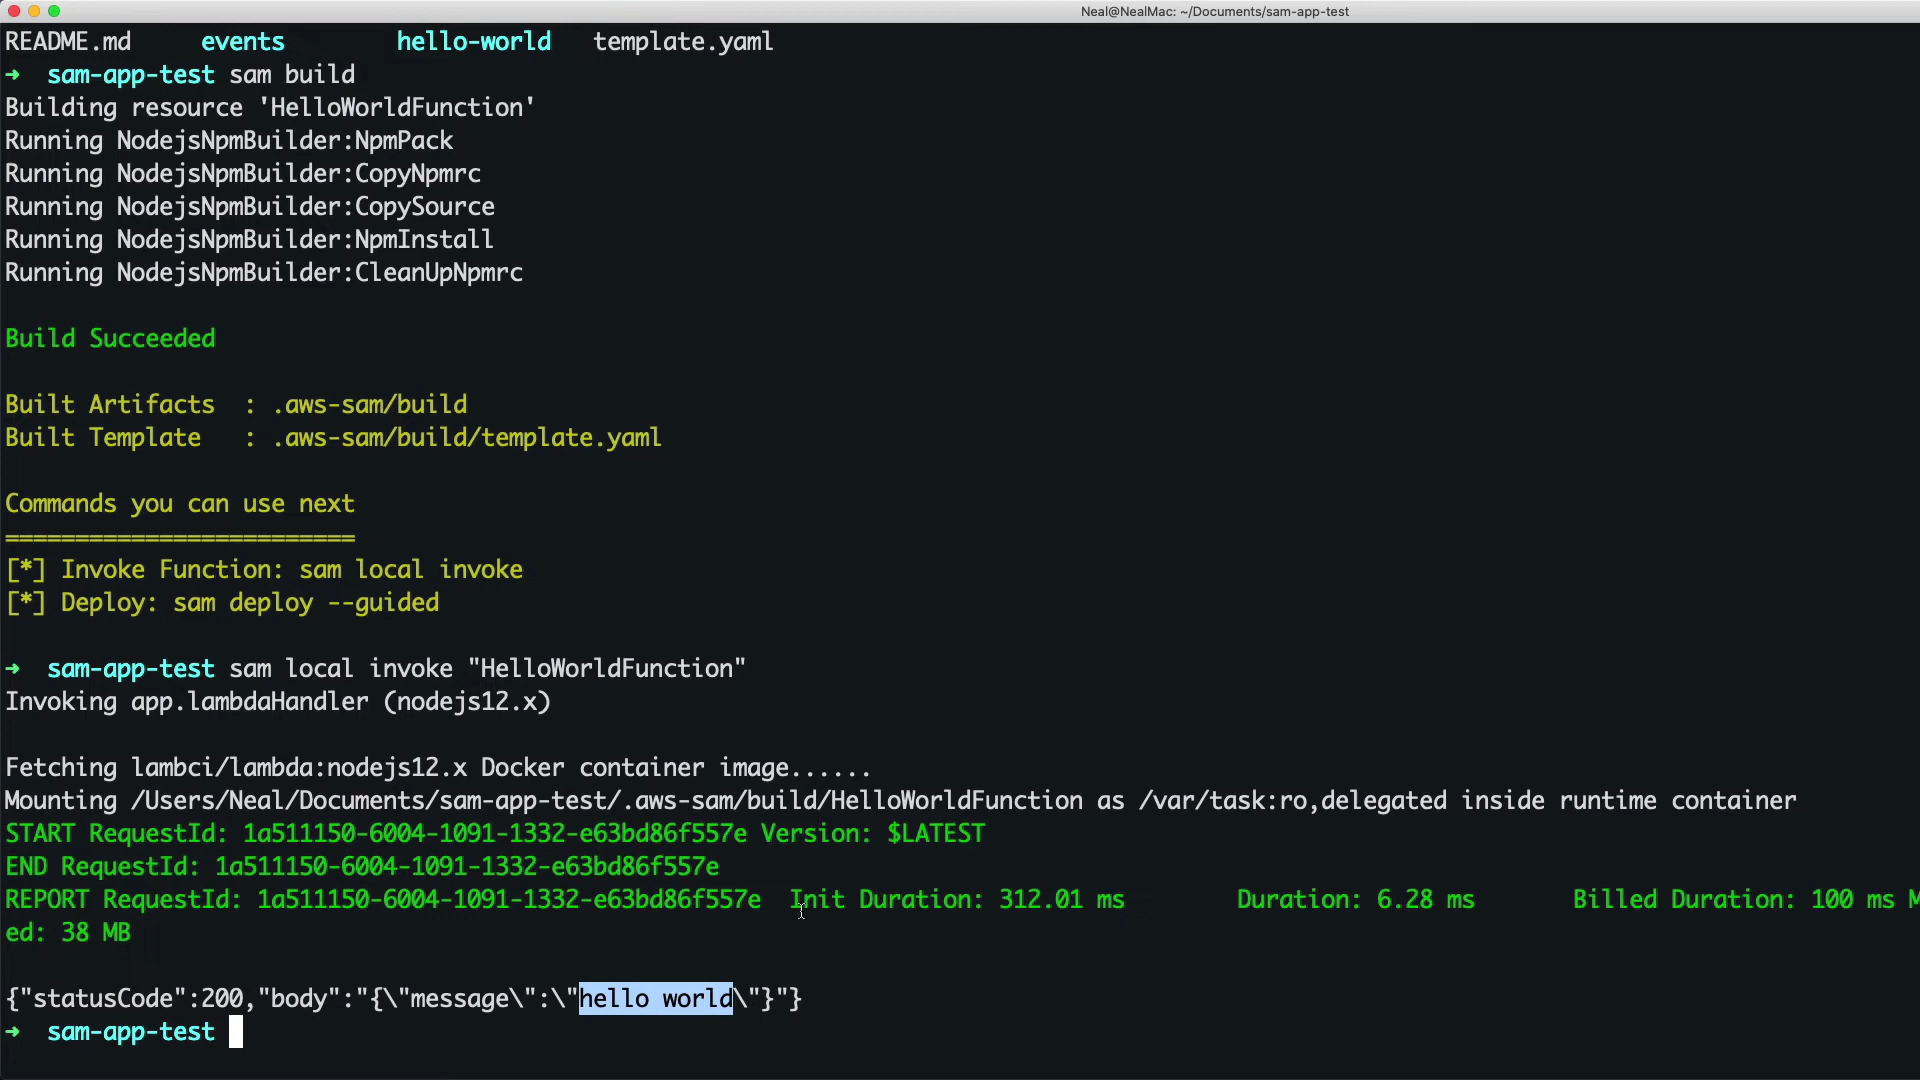 Neal@NealMac: ~/Documents/sam-app-test
README.md events hello-world template.yaml
➜ sam-app-test sam build
Building resource 'HelloWorldFunction'
Running NodejsNpmBuilder:NpmPack
Running NodejsNpmBuilder:CopyNpmrc
Running NodejsNpmBuilder:CopySource
Running NodejsNpmBuilder:NpmInstall
Running NodejsNpmBuilder:CleanUpNpmrc
Build Succeeded
Built Artifacts : .aws-sam/build
Built Template : .aws-sam/build/template.yaml
Commands you can use next
=========================
[*] Invoke Function: sam local invoke
[*] Deploy: sam deploy --guided
➜ sam-app-test sam local invoke "HelloWorldFunction"
Invoking app.lambdaHandler (nodejs12.x)
Fetching lambci/lambda:nodejs12.x Docker container image......
Mounting /Users/Neal/Documents/sam-app-test/.aws-sam/build/HelloWorldFunction as /var/task:ro,delegated inside runtime container
START RequestId: 1a511150-6004-1091-1332-e63bd86f557e Version: $LATEST
END RequestId: 1a511150-6004-1091-1332-e63bd86f557e
REPORT RequestId: 1a511150-6004-1091-1332-e63bd86f557e Init Duration: 312.01 ms Duration: 6.28 ms Billed Duration: 100 ms M
ed: 38 MB
{"statusCode":200,"body":"{\"message\":\"hello world\"}"}
➜ sam-app-test